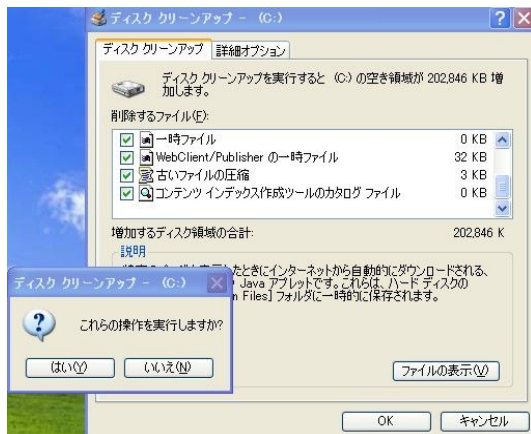 ディスク クリーンアップ - (C:)
ディスク クリーンアップ 詳細オプション
ディスク クリーンアップを実行すると (C:) の空き領域が 202,846 KB 増
加します。
削除するファイル(F):
一時ファイル 0 KB
WebClient/Publisher の一時ファイル 32 KB
古いファイルの圧縮 3 KB
コンテンツ インデックス作成ツールのカタログ ファイル 0 KB
増加するディスク領域の合計: 202,846 K
説明
たときにインターネットから自動的にダウンロードされる、
Java アプレットです。これらは、ハード ディスクの
n Files] フォルダに一時的に保存されます。
ファイルの表示(V)
OK キャンセル
ディスク クリーンアップ - (C:)
これらの操作を実行しますか?
はい(Y) いいえ(N)